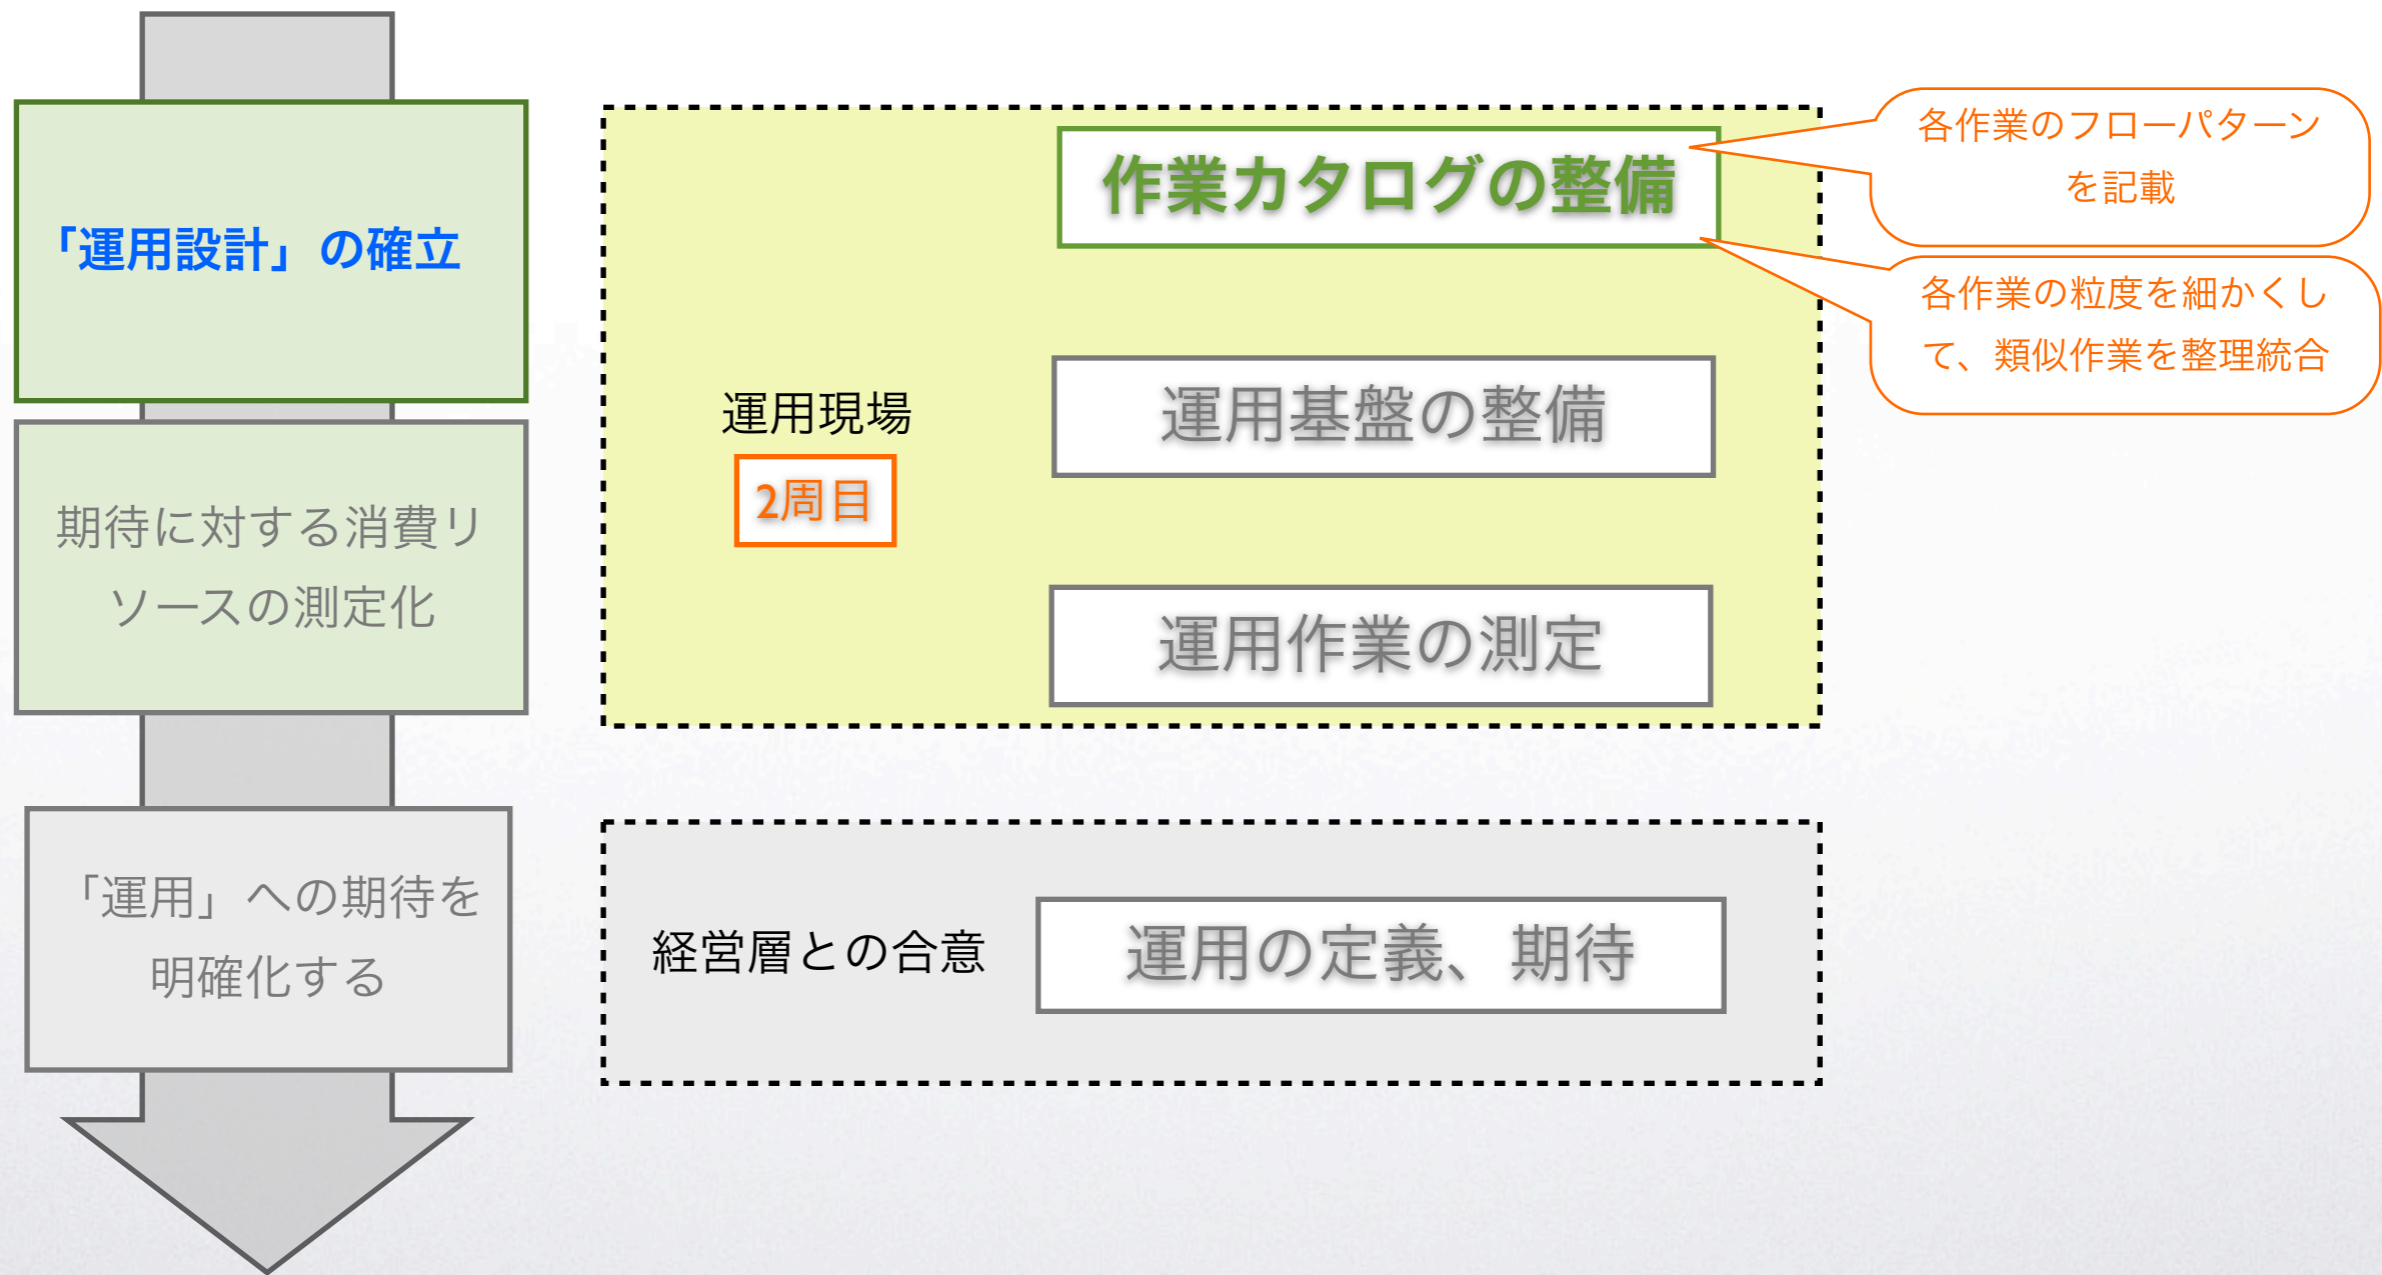 「運用設計」の確立
期待に対する消費リ
ソースの測定化
「運用」への期待を
明確化する
運用現場
2周目
作業カタログの整備
運用基盤の整備
運用作業の測定
各作業のフローパターン
を記載
各作業の粒度を細かくし
て、類似作業を整理統合
経営層との合意
運用の定義、期待